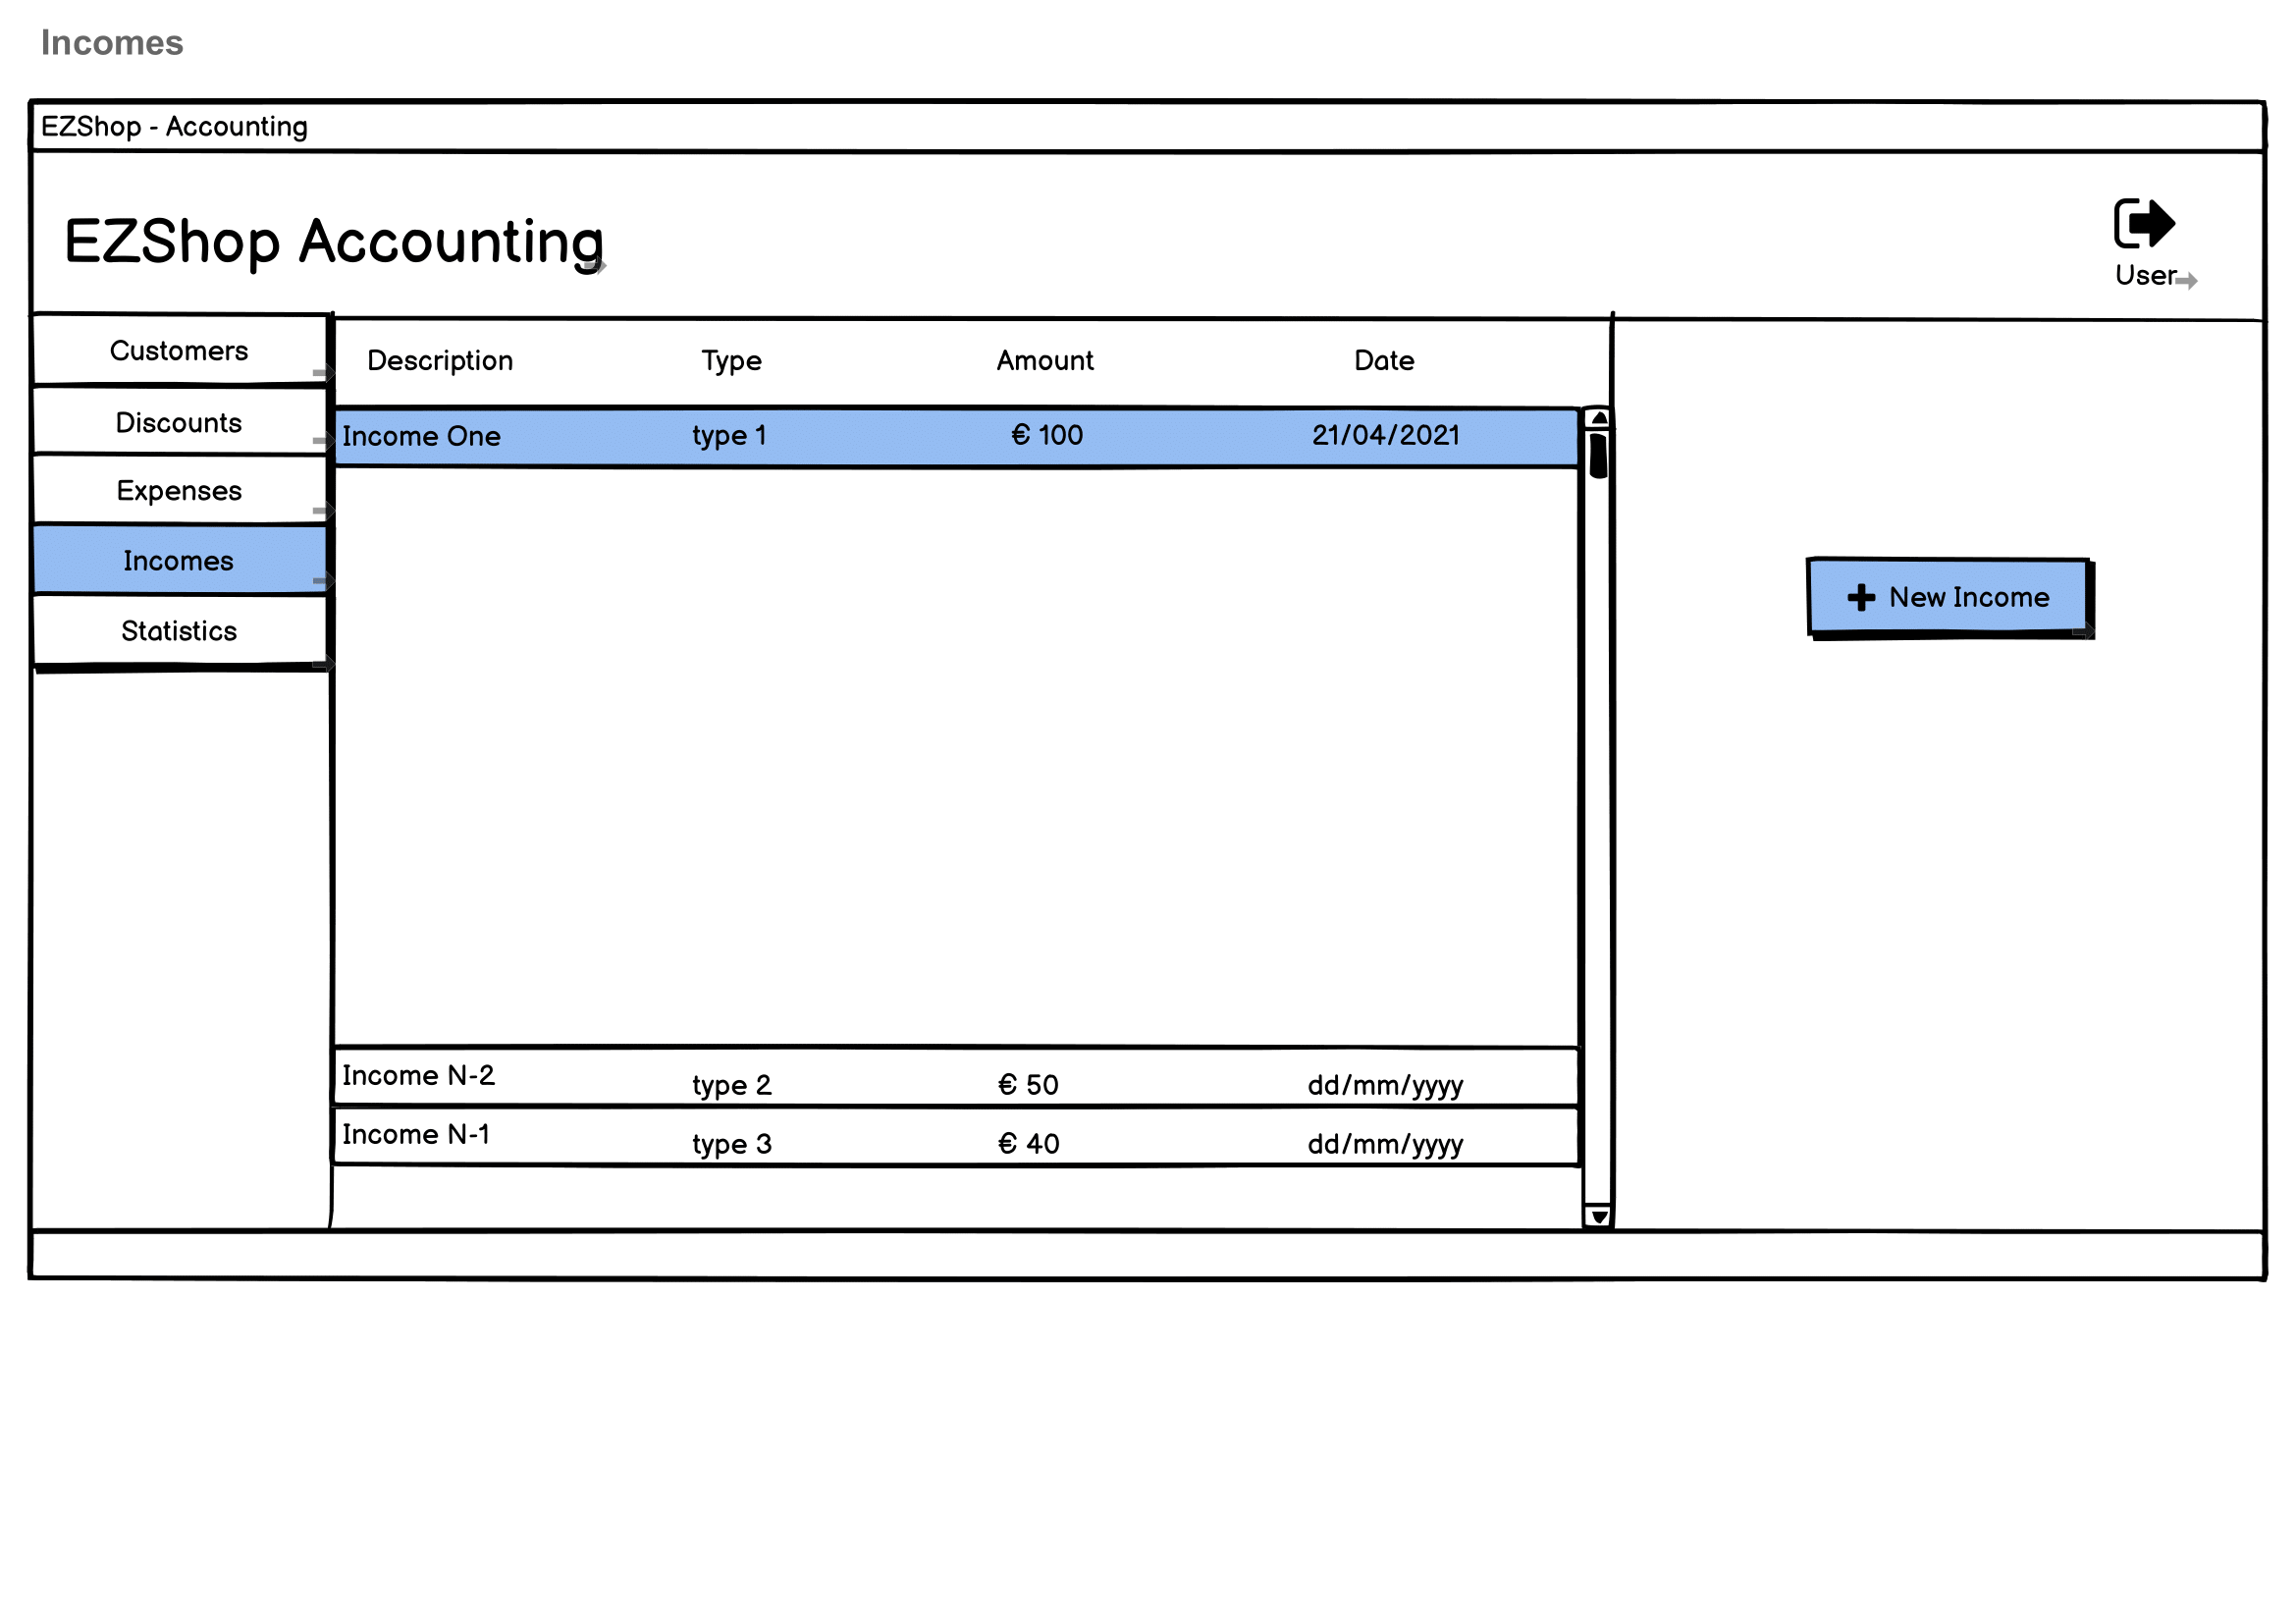 Incomes
EZShop - Accounting
EZShop Accounting
User
Customers
Discounts
Expenses
Incomes
Statistics
Description Type Amount Date
Income One type 1 € 100 21/04/2021
Income N-2 type 2 € 50 dd/mm/yyyy
Income N-1 type 3 € 40 dd/mm/yyyy
New Income